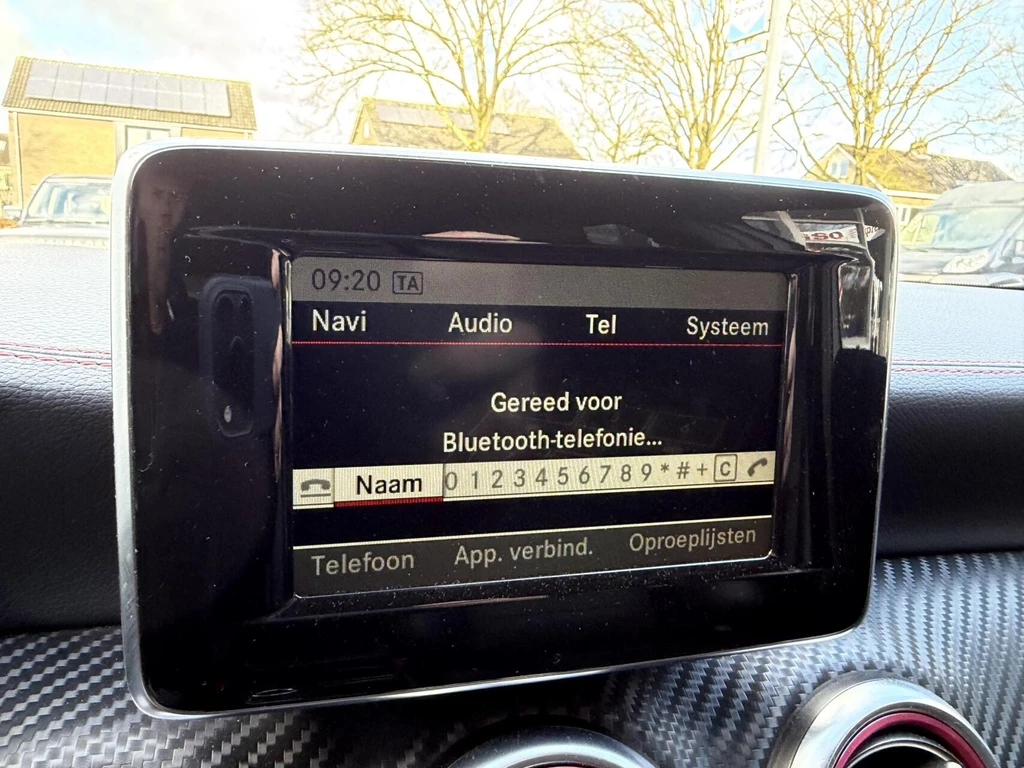 09:20 TA
Navi Audio Tel Systeem
Gereed voor
Bluetooth-telefonie...
Naam 0 1 2 3 4 5 6 7 8 9 * # + C
Telefoon App. verbind. Oproeplijsten